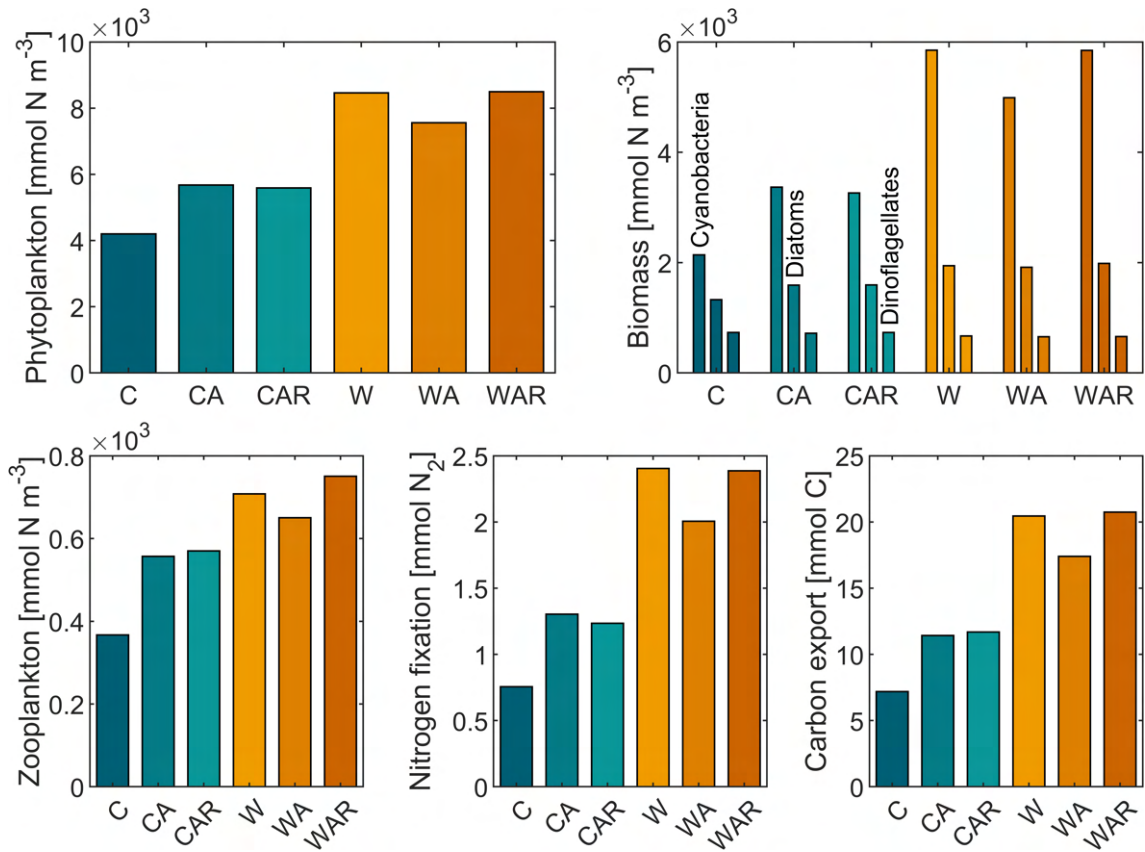 ×10³
Phytoplankton [mmol N m⁻³]
10
8
6
4
2
0
C CA CAR W WA WAR
×10³
Biomass [mmol N m⁻³]
6
4
2
0
Cyanobacteria
Diatoms
Dinoflagellates
C CA CAR W WA WAR
×10³
Zooplankton [mmol N m⁻³]
0.8
0.6
0.4
0.2
0
C CA CAR W WA WAR
Nitrogen fixation [mmol N₂]
2.5
2
1.5
1
0.5
0
C CA CAR W WA WAR
Carbon export [mmol C]
25
20
15
10
5
0
C CA CAR W WA WAR